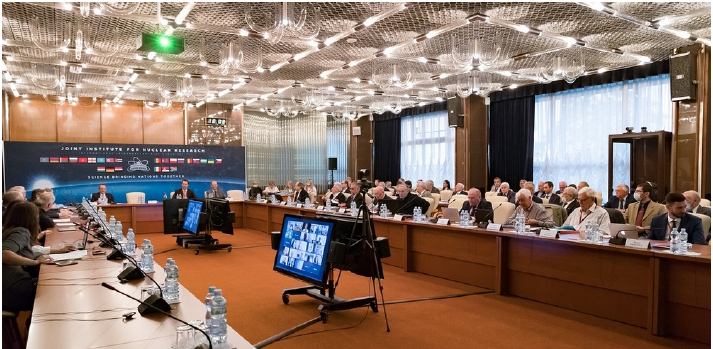 JOINT INSTITUTE FOR NUCLEAR RESEARCH
SCIENCE BRINGING NATIONS TOGETHER